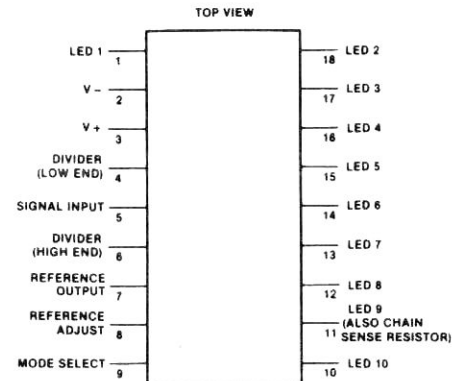 TOP VIEW
LED 1
1
V−
2
V+
3
DIVIDER
(LOW END)
4
SIGNAL INPUT
5
DIVIDER
(HIGH END)
6
REFERENCE
OUTPUT
7
REFERENCE
ADJUST
8
MODE SELECT
9
LED 2
18
LED 3
17
LED 4
16
LED 5
15
LED 6
14
LED 7
13
LED 8
12
LED 9
(ALSO CHAIN
11 SENSE RESISTOR)
LED 10
10